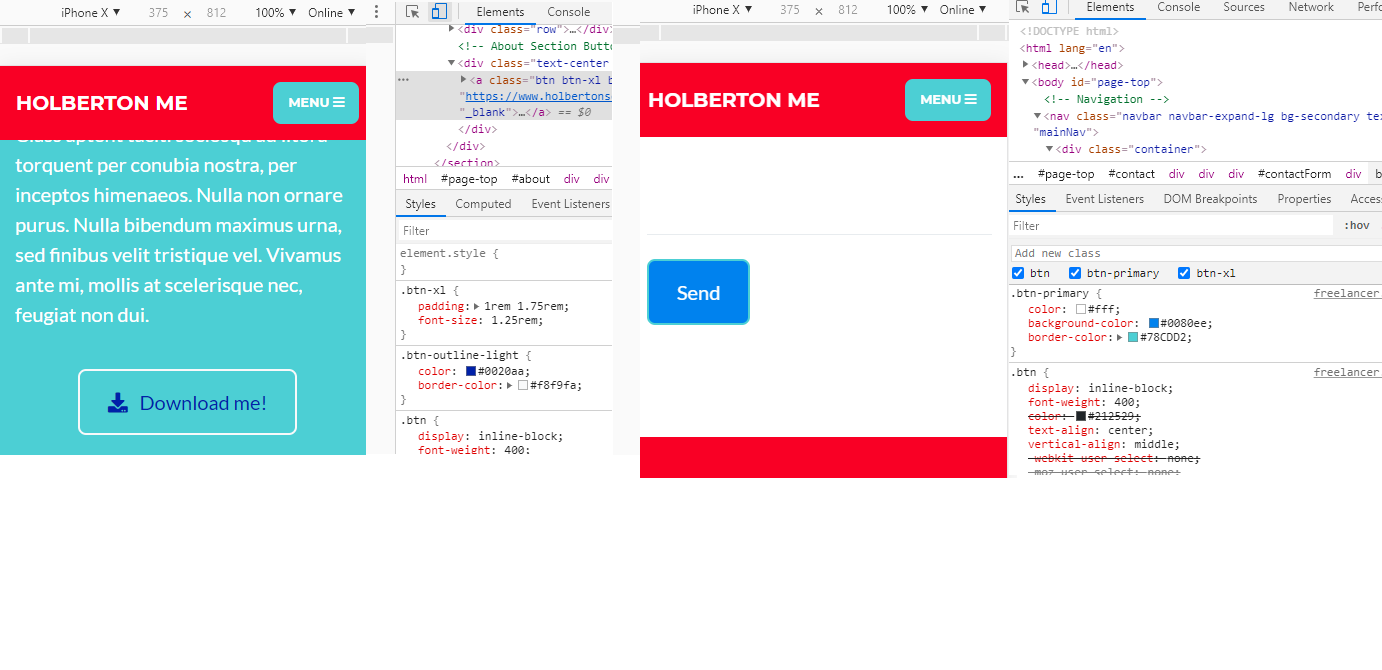 iPhone X ▼ 375 × 812 100% ▼ Online ▼
HOLBERTON ME
MENU
torquent per conubia nostra, per
inceptos himenaeos. Nulla non ornare
purus. Nulla bibendum maximus urna,
sed finibus velit tristique vel. Vivamus
ante mi, mollis at scelerisque nec,
feugiat non dui.
Download me!
Elements Console
<div class="row">…</div>
<!-- About Section Butt
<div class="text-center
<a class="btn btn-xl b
"https://www.holbertons
"_blank">…</a> == $0
</div>
</div>
</section>
html #page-top #about div div
Styles Computed Event Listeners
Filter
element.style {
}
.btn-xl {
padding: 1rem 1.75rem;
font-size: 1.25rem;
}
.btn-outline-light {
color: #0020aa;
border-color: #f8f9fa;
}
.btn {
display: inline-block;
font-weight: 400;
iPhone X ▼ 375 × 812 100% ▼ Online ▼
HOLBERTON ME
MENU
Send
Elements Console Sources Network Perfo
<!DOCTYPE html>
<html lang="en">
<head>…</head>
<body id="page-top">
<!-- Navigation -->
<nav class="navbar navbar-expand-lg bg-secondary te
"mainNav">
<div class="container">
… #page-top #contact div div div #contactForm div b
Styles Event Listeners DOM Breakpoints Properties Acces
Filter :hov
Add new class
btn btn-primary btn-xl
.btn-primary { freelancer
color: #fff;
background-color: #0080ee;
border-color: #78CDD2;
}
.btn { freelancer
display: inline-block;
font-weight: 400;
color: #212529;
text-align: center;
vertical-align: middle;
-webkit-user-select: none;
-moz-user-select: none;